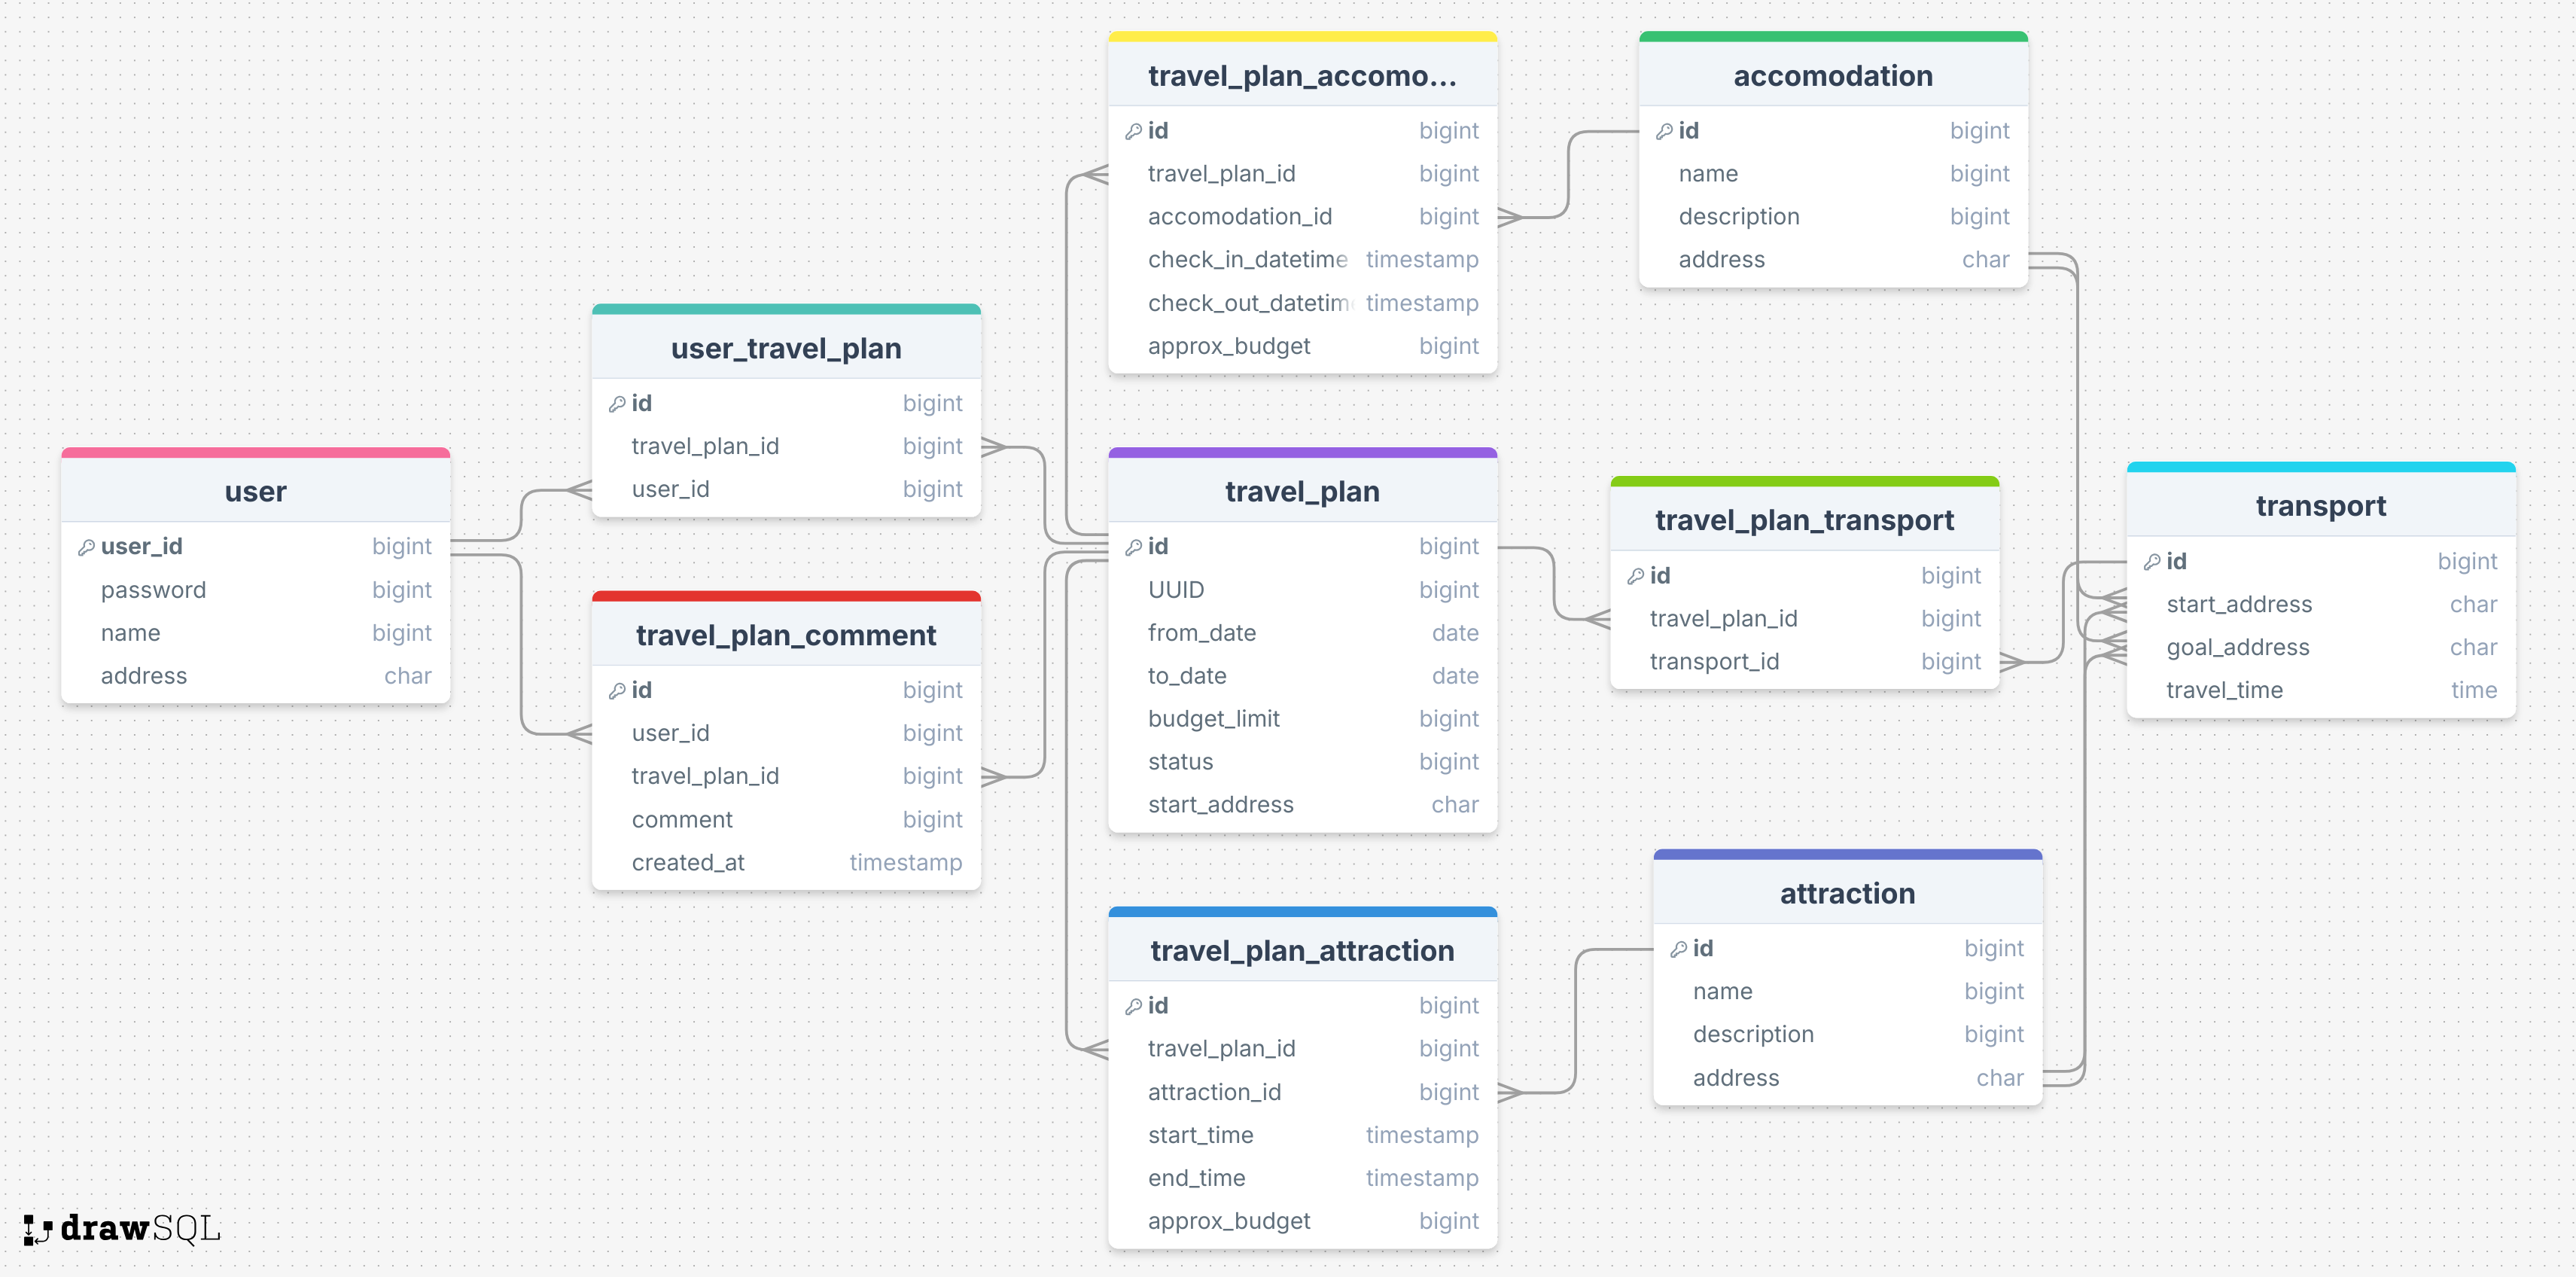 travel_plan_accomo...
id bigint
travel_plan_id bigint
accomodation_id bigint
check_in_datetime timestamp
check_out_datetim timestamp
approx_budget bigint
accomodation
id bigint
name bigint
description bigint
address char
user_travel_plan
id bigint
travel_plan_id bigint
user_id bigint
user
user_id bigint
password bigint
name bigint
address char
travel_plan_comment
id bigint
user_id bigint
travel_plan_id bigint
comment bigint
created_at timestamp
travel_plan
id bigint
UUID bigint
from_date date
to_date date
budget_limit bigint
status bigint
start_address char
travel_plan_transport
id bigint
travel_plan_id bigint
transport_id bigint
transport
id bigint
start_address char
goal_address char
travel_time time
travel_plan_attraction
id bigint
travel_plan_id bigint
attraction_id bigint
start_time timestamp
end_time timestamp
approx_budget bigint
attraction
id bigint
name bigint
description bigint
address char
drawSQL